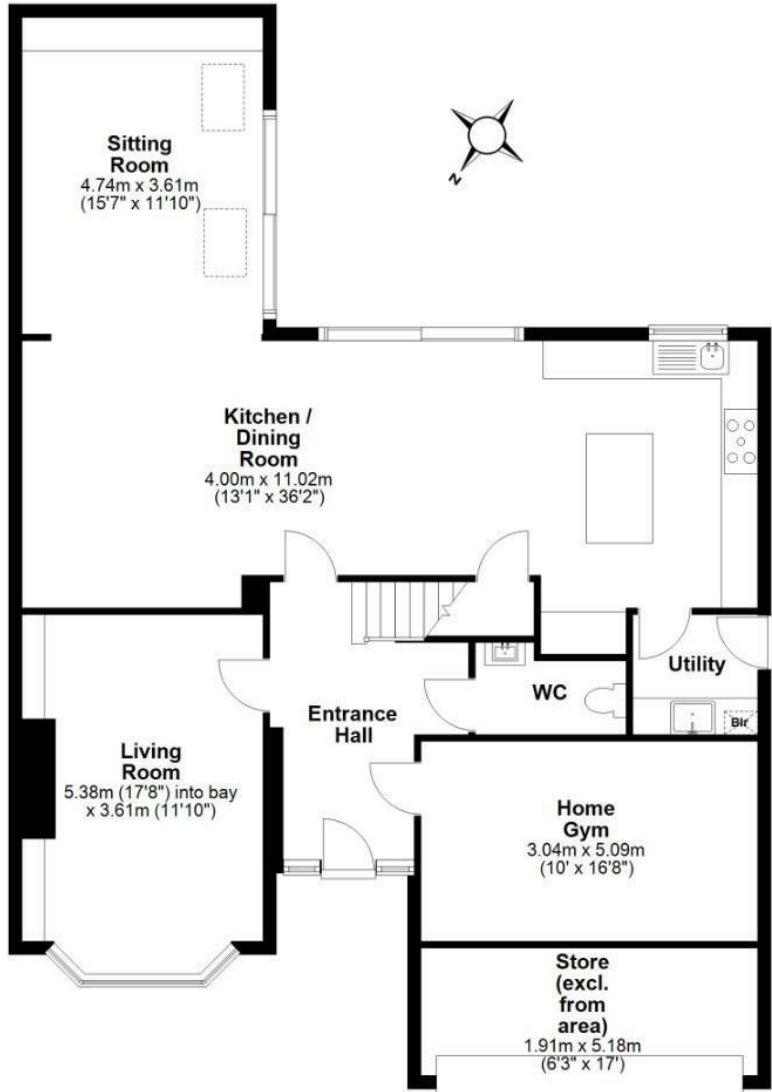 Sitting
Room
4.74m x 3.61m
(15'7" x 11'10")
N
Kitchen /
Dining
Room
4.00m x 11.02m
(13'1" x 36'2")
Utility
WC
Blr
Entrance
Hall
Living
Room
5.38m (17'8") into bay
x 3.61m (11'10")
Home
Gym
3.04m x 5.09m
(10' x 16'8")
Store
(excl.
from
area)
1.91m x 5.18m
(6'3" x 17')